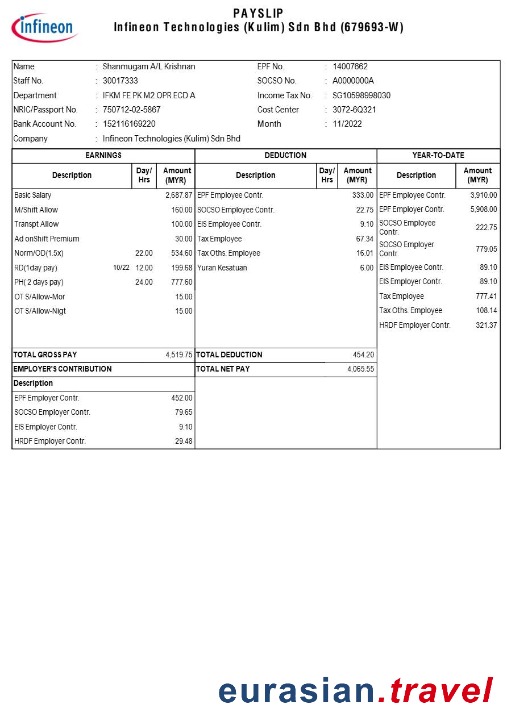 infineon
PAYSLIP
Infineon Technologies (Kulim) Sdn Bhd (679693-W)
Name : Shanmugam A/L Krishnan EPF No. : 14007662
Staff No. : 30017333 SOCSO No. : A0000000A
Department : IFKM FE PK M2 OPR ECD A Income Tax No. : SG10598998030
NRIC/Passport No. : 750712-02-5867 Cost Center : 3072-6Q321
Bank Account No. : 152116169220 Month : 11/2022
Company : Infineon Technologies(Kulim) Sdn Bhd
EARNINGS DEDUCTION YEAR-TO-DATE
Description Day/Hrs Amount (MYR) Description Day/Hrs Amount (MYR) Description Amount (MYR)
Basic Salary 2,687.87 EPF Employee Contr. 333.00 EPF Employee Contr. 3,910.00
M/Shift Allow 160.00 SOCSO Employee Contr. 22.75 EPF Employer Contr. 5,908.00
Transpt Allow 100.00 EIS Employee Contr. 9.10 SOCSO Employee Contr. 222.75
Ad onShift Premium 30.00 Tax Employee 67.34 SOCSO Employer Contr. 779.05
Norm/OD(1.5x) 22.00 534.60 Tax Oths. Employee 16.01
RD(1day pay) 10/22 12.00 199.68 Yuran Kesatuan 6.00 EIS Employee Contr. 89.10
PH( 2 days pay) 24.00 777.60 EIS Employer Contr. 89.10
OT S/Allow-Mor 15.00 Tax Employee 777.41
OT S/Allow-Nigt 15.00 Tax Oths. Employee 108.14
HRDF Employer Contr. 321.37
TOTAL GROSS PAY 4,519.75 TOTAL DEDUCTION 454.20
EMPLOYER'S CONTRIBUTION TOTAL NET PAY 4,065.55
Description
EPF Employer Contr. 452.00
SOCSO Employer Contr. 79.65
EIS Employer Contr. 9.10
HRDF Employer Contr. 29.48
eurasian.travel